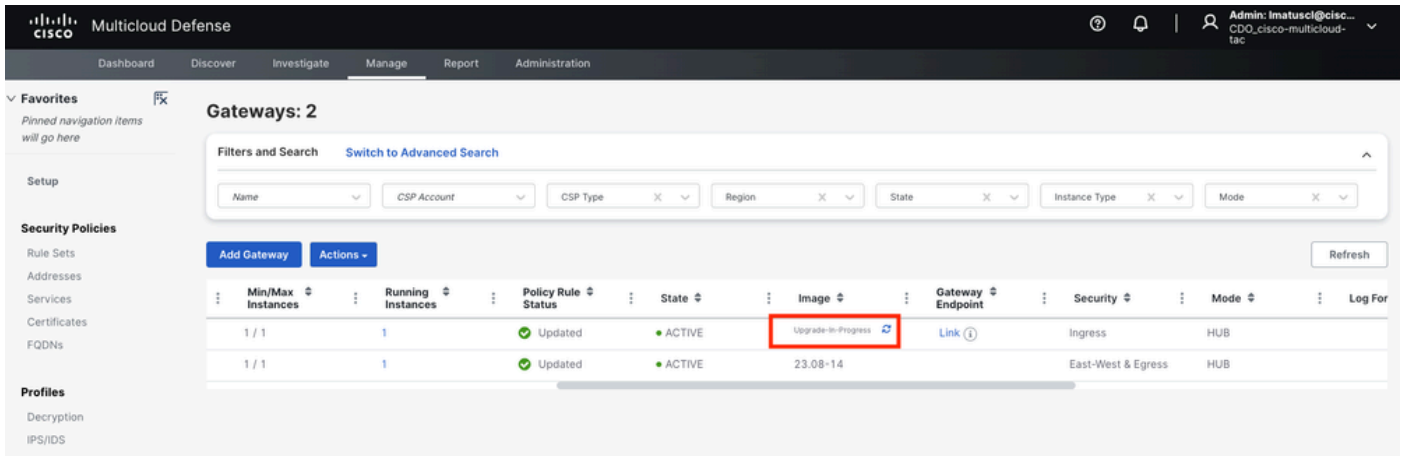 cisco Multicloud Defense
Admin: lmatuscl@cisc...
CDO_cisco-multicloud-
tac
Dashboard Discover Investigate Manage Report Administration
Favorites
Pinned navigation items
will go here
Setup
Security Policies
Rule Sets
Addresses
Services
Certificates
FQDNs
Profiles
Decryption
IPS/IDS
Gateways: 2
Filters and Search Switch to Advanced Search
Name CSP Account CSP Type Region State Instance Type Mode
Add Gateway Actions Refresh
Min/Max Instances Running Instances Policy Rule Status State Image Gateway Endpoint Security Mode Log For
1 / 1 1 Updated ACTIVE Upgrade-In-Progress Link Ingress HUB
1 / 1 1 Updated ACTIVE 23.08-14 East-West & Egress HUB